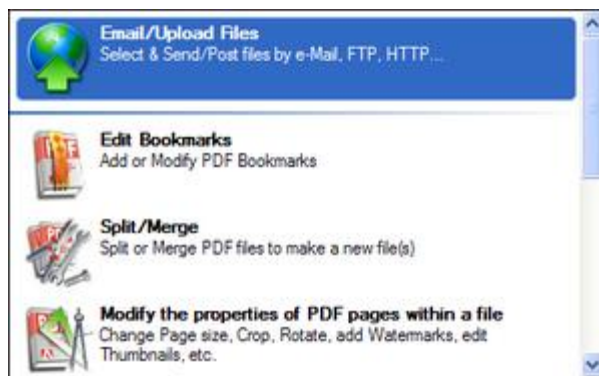 Email/Upload Files
Select & Send/Post files by e-Mail, FTP, HTTP...
Edit Bookmarks
Add or Modify PDF Bookmarks
Split/Merge
Split or Merge PDF files to make a new file(s)
Modify the properties of PDF pages within a file
Change Page size, Crop, Rotate, add Watermarks, edit
Thumbnails, etc.